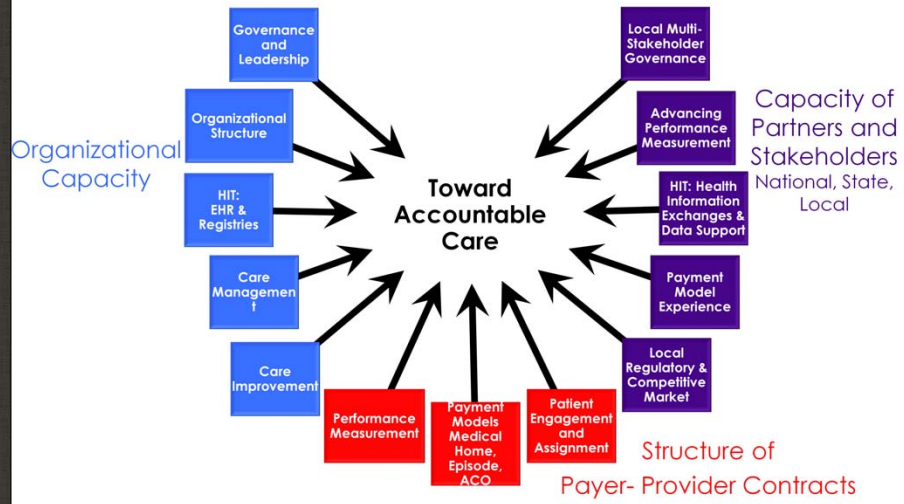 Governance
and
Leadership
Organizational
Structure
Organizational
Capacity
HIT:
EHR &
Registries
Care
Managemen
t
Care
Improvement
Toward
Accountable
Care
Local Multi-
Stakeholder
Governance
Advancing
Performance
Measurement
Capacity of
Partners and
Stakeholders
National, State,
Local
HIT: Health
Information
Exchanges &
Data Support
Payment
Model
Experience
Local
Regulatory &
Competitive
Market
Performance
Measurement
Payment
Models
Medical
Home,
Episode,
ACO
Patient
Engagement
and
Assignment
Structure of
Payer- Provider Contracts